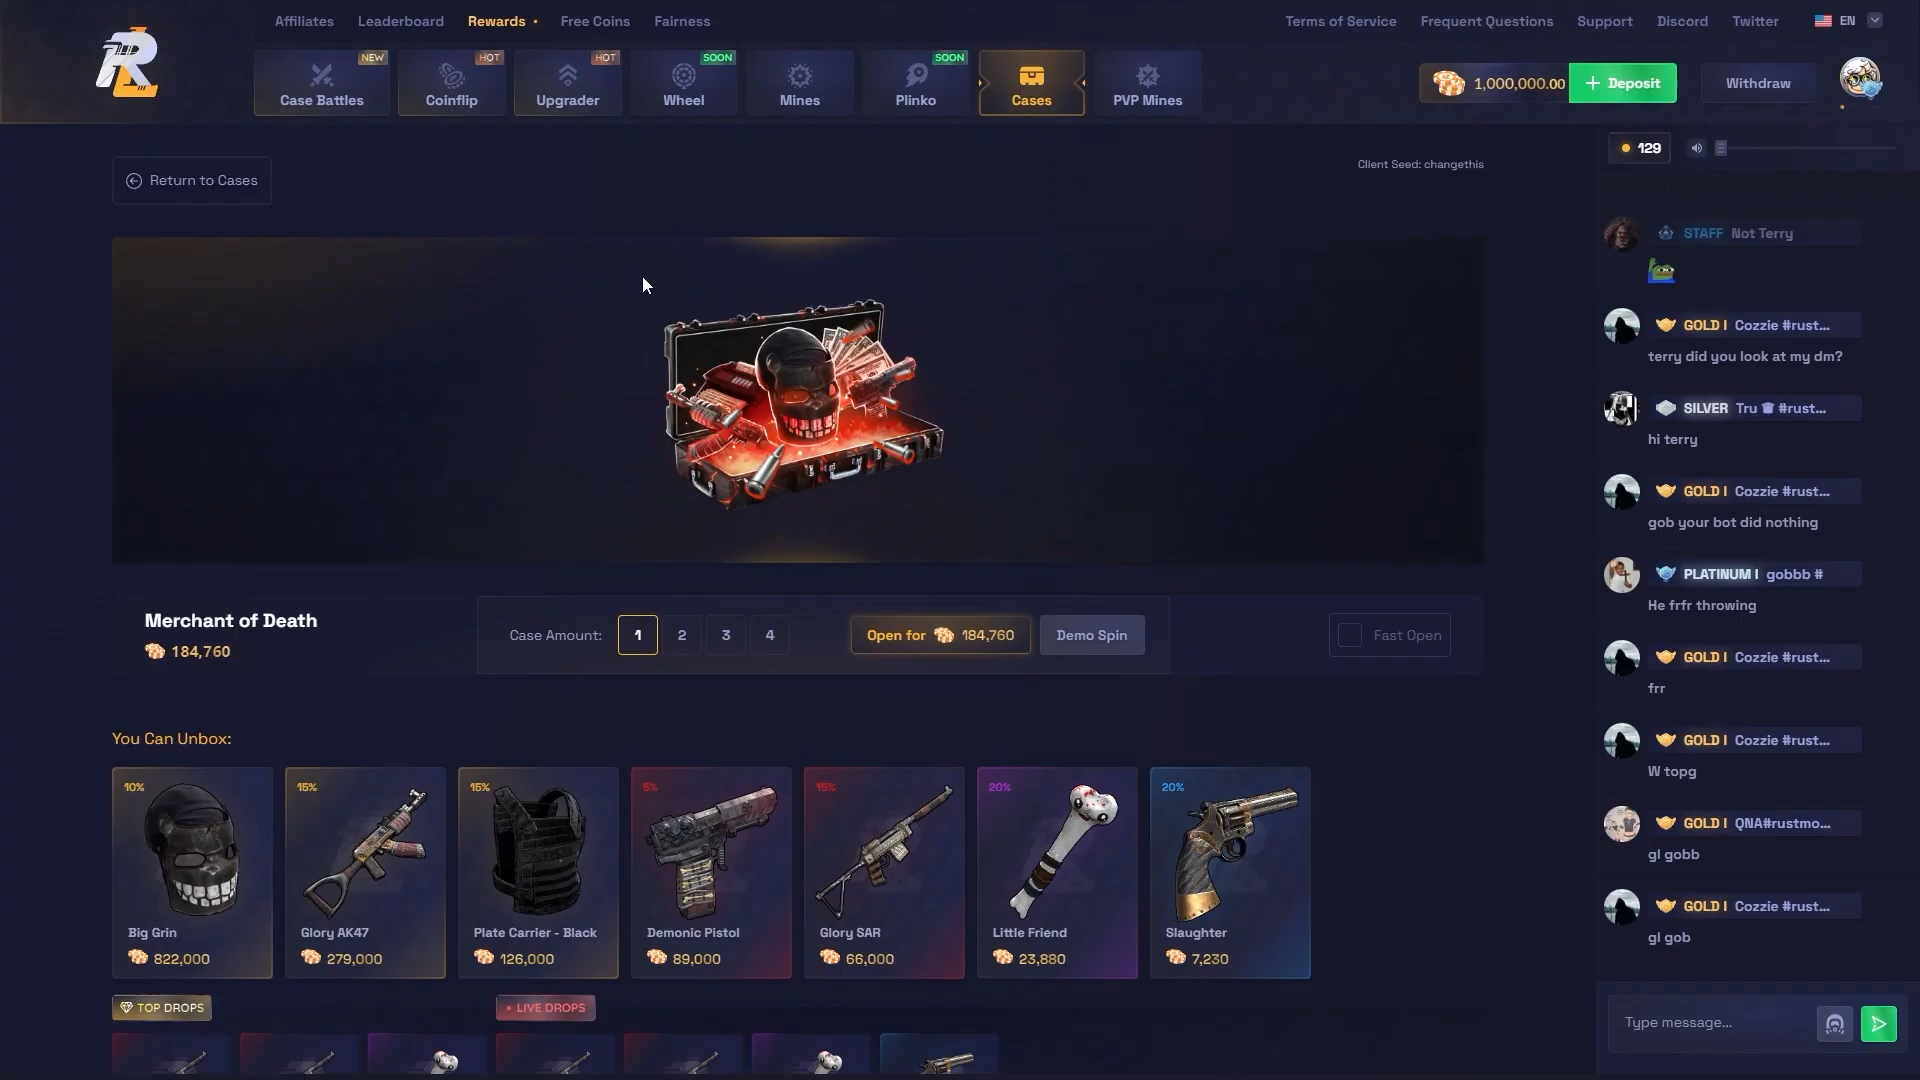 Affiliates
Leaderboard
Rewards
Free Coins
Fairness
Terms of Service
Frequent Questions
Support
Discord
Twitter
EN
NEW
Case Battles
HOT
Coinflip
HOT
Upgrader
SOON
Wheel
Mines
SOON
Plinko
Cases
PVP Mines
1,000,000.00
+ Deposit
Withdraw
129
Return to Cases
Client Seed: changethis
STAFF Not Terry
GOLD I Cozzie #rust...
terry did you look at my dm?
SILVER Tru #rust...
hi terry
GOLD I Cozzie #rust...
gob your bot did nothing
PLATINUM I gobbb #
He frfr throwing
GOLD I Cozzie #rust...
frr
GOLD I Cozzie #rust...
W topg
GOLD I QNA#rustmo...
gl gobb
GOLD I Cozzie #rust...
gl gob
Type message...
Merchant of Death
184,760
Case Amount:
1
2
3
4
Open for 184,760
Demo Spin
Fast Open
You Can Unbox:
10%
Big Grin
822,000
15%
Glory AK47
279,000
15%
Plate Carrier - Black
126,000
5%
Demonic Pistol
89,000
15%
Glory SAR
66,000
20%
Little Friend
23,880
20%
Slaughter
7,230
TOP DROPS
LIVE DROPS